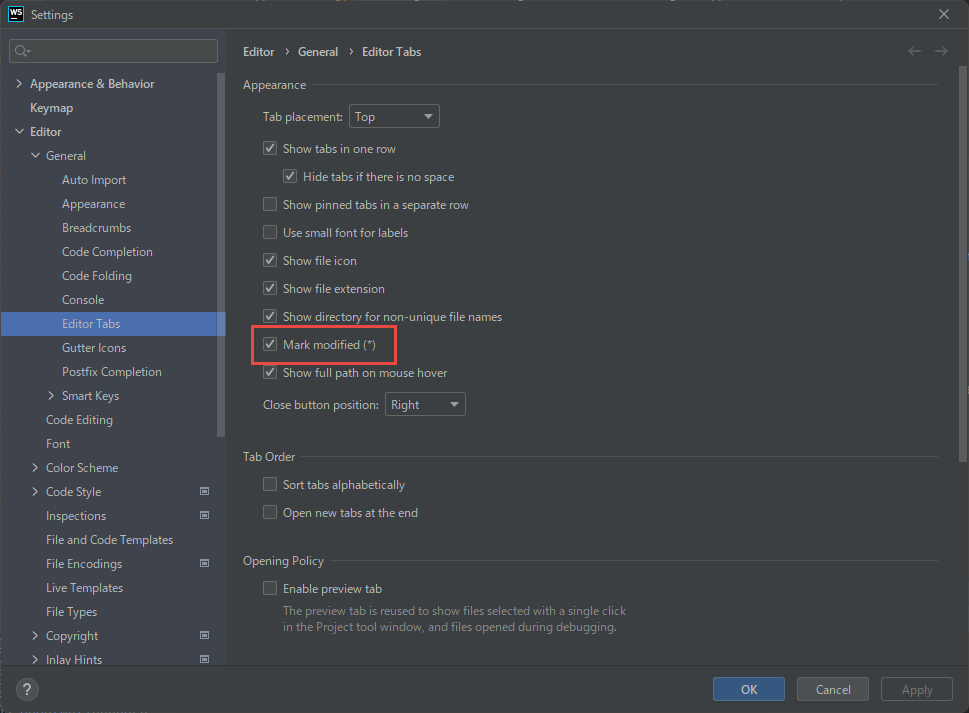 WS Settings
Editor › General › Editor Tabs
Appearance & Behavior
Keymap
Editor
General
Auto Import
Appearance
Breadcrumbs
Code Completion
Code Folding
Console
Editor Tabs
Gutter Icons
Postfix Completion
Smart Keys
Code Editing
Font
Color Scheme
Code Style
Inspections
File and Code Templates
File Encodings
Live Templates
File Types
Copyright
Inlay Hints
Appearance
Tab placement: Top
Show tabs in one row
Hide tabs if there is no space
Show pinned tabs in a separate row
Use small font for labels
Show file icon
Show file extension
Show directory for non-unique file names
Mark modified (*)
Show full path on mouse hover
Close button position: Right
Tab Order
Sort tabs alphabetically
Open new tabs at the end
Opening Policy
Enable preview tab
The preview tab is reused to show files selected with a single click
in the Project tool window, and files opened during debugging.
?
OK Cancel Apply